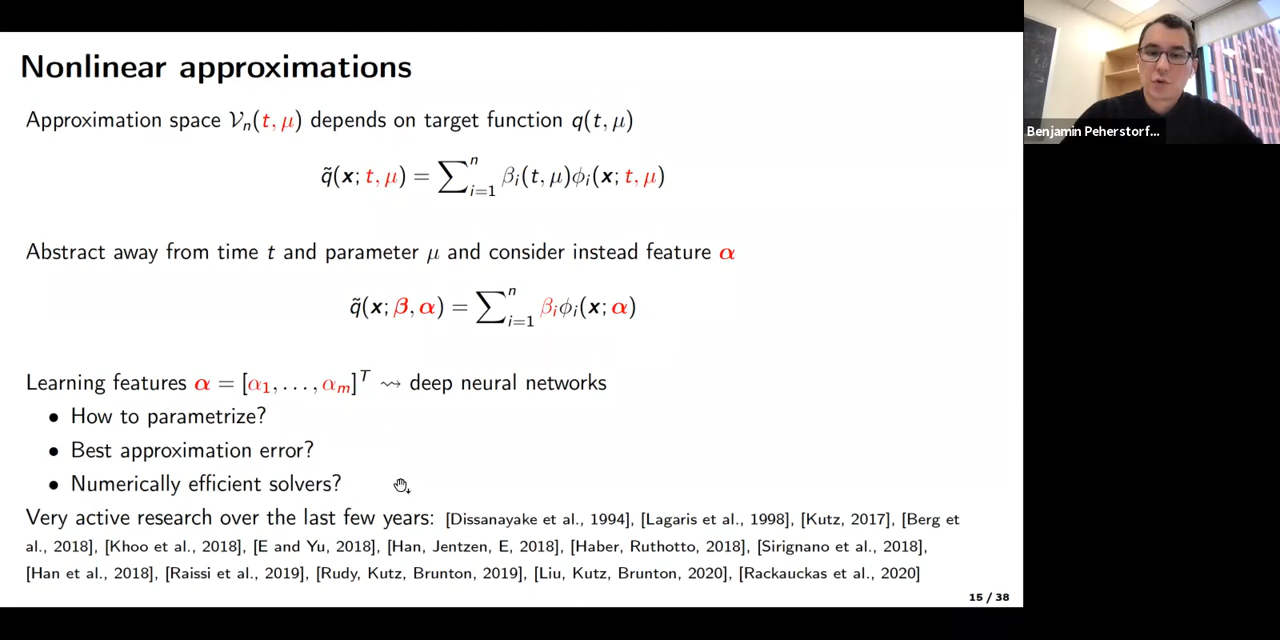 Nonlinear approximations
Approximation space 𝒱ₙ(t, μ) depends on target function q(t, μ)
q̃(x; t, μ) = ∑ⁿᵢ₌₁ βᵢ(t, μ)ϕᵢ(x; t, μ)
Abstract away from time t and parameter μ and consider instead feature α
q̃(x; β, α) = ∑ⁿᵢ₌₁ βᵢϕᵢ(x; α)
Learning features α = [α₁, . . . , αₘ]ᵀ ⇝ deep neural networks
• How to parametrize?
• Best approximation error?
• Numerically efficient solvers?
Very active research over the last few years: [Dissanayake et al., 1994], [Lagaris et al., 1998], [Kutz, 2017], [Berg et
al., 2018], [Khoo et al., 2018], [E and Yu, 2018], [Han, Jentzen, E, 2018], [Haber, Ruthotto, 2018], [Sirignano et al., 2018],
[Han et al., 2018], [Raissi et al., 2019], [Rudy, Kutz, Brunton, 2019], [Liu, Kutz, Brunton, 2020], [Rackauckas et al., 2020]
15 / 38
Benjamin Peherstorf...